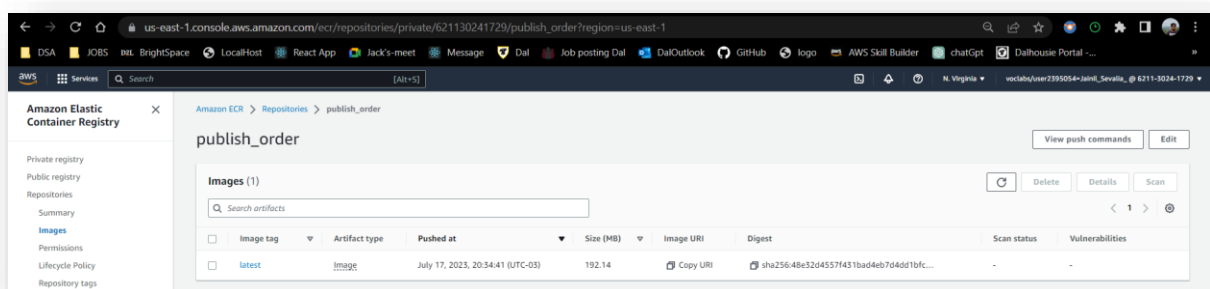 us-east-1.console.aws.amazon.com/ecr/repositories/private/621130241729/publish_order?region=us-east-1
DSA JOBS BrightSpace LocalHost React App Jack's-meet Message Dal Job posting Dal DalOutlook GitHub logo AWS Skill Builder chatGpt Dalhousie Portal -... »
aws Services Search [Alt+S] N. Virginia voclabs/user2395054=Jainil_Sevalia_ @ 6211-3024-1729
Amazon Elastic
Container Registry
Private registry
Public registry
Repositories
Summary
Images
Permissions
Lifecycle Policy
Repository tags
Amazon ECR > Repositories > publish_order
publish_order
View push commands Edit
Images (1)
Delete Details Scan
Search artifacts
< 1 >
Image tag Artifact type Pushed at Size (MB) Image URI Digest Scan status Vulnerabilities
latest Image July 17, 2023, 20:34:41 (UTC-03) 192.14 Copy URI sha256:48e32d4557f431bad4eb7d4dd1bfc... - -